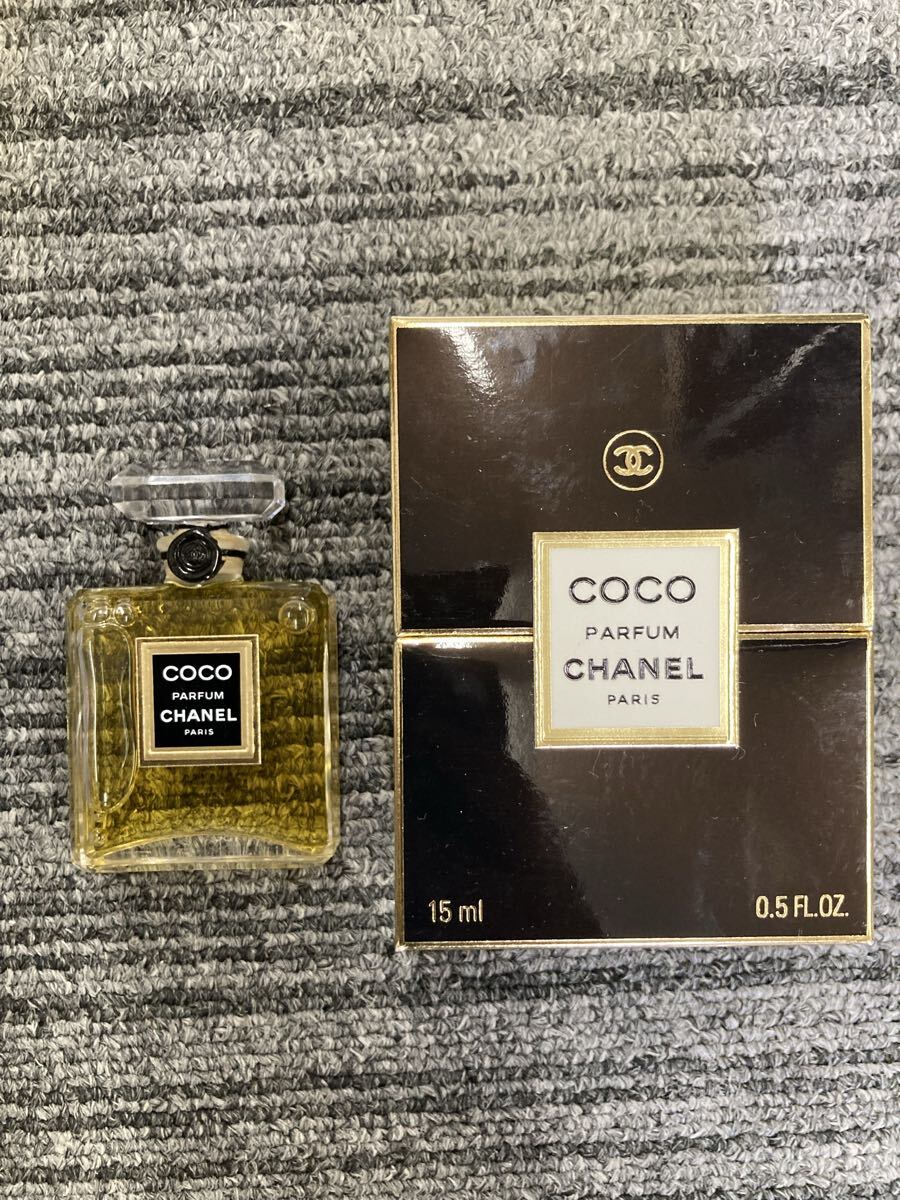 COCO
PARFUM
CHANEL
PARIS
COCO
PARFUM
CHANEL
PARIS
15 ml
0.5 FL.OZ.